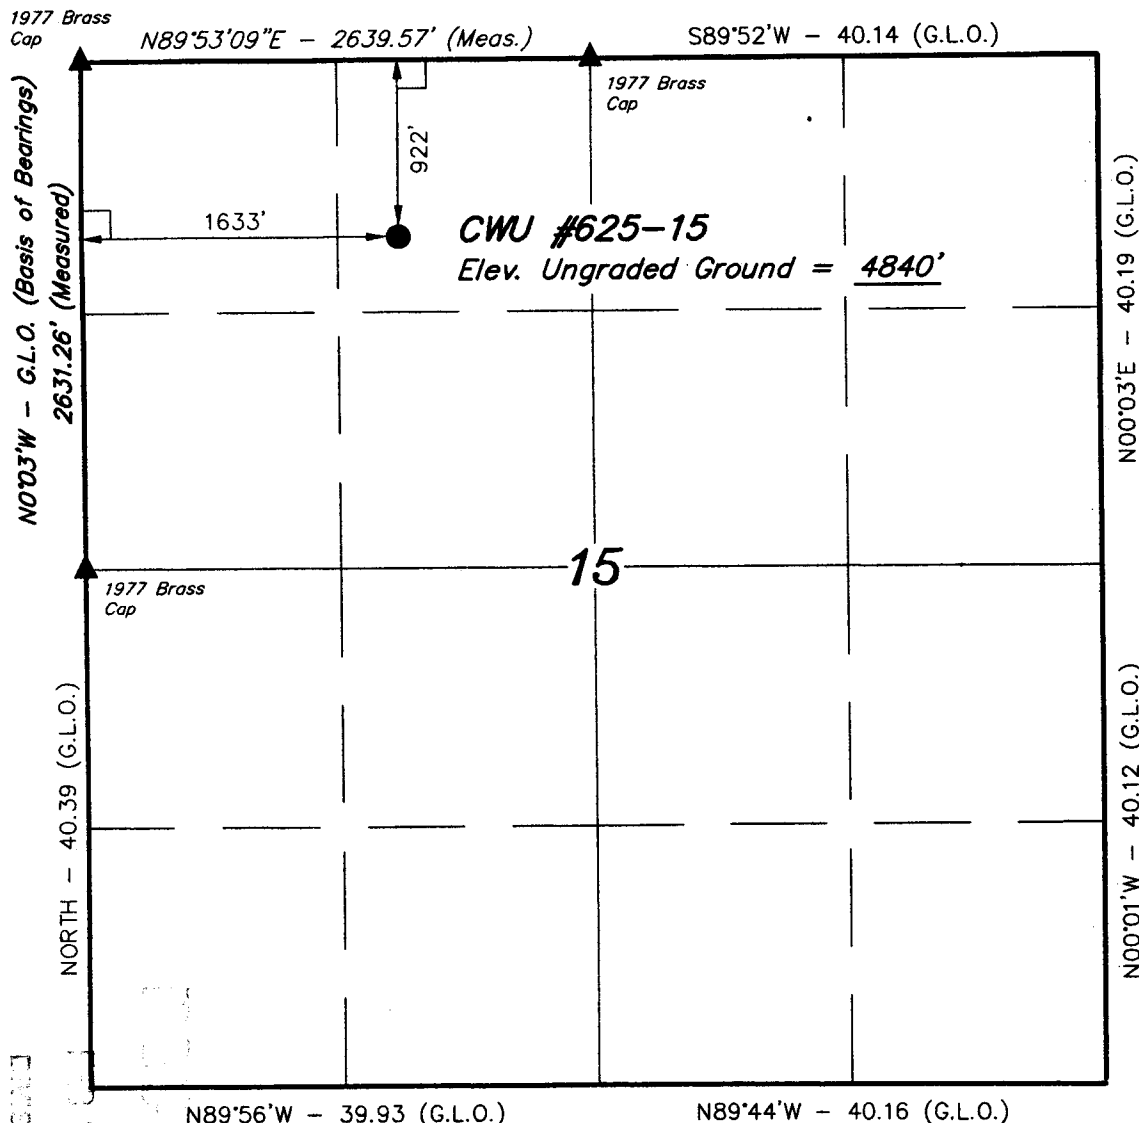 1977 Brass
Cap
N89°53'09"E - 2639.57' (Meas.)
S89°52'W - 40.14 (G.L.O.)
1977 Brass
Cap
N0°03'W - G.L.O. (Basis of Bearings)
2631.26' (Measured)
922'
1633'
CWU #625-15
Elev. Ungraded Ground = 4840'
N00°03'E - 40.19 (G.L.O.)
15
1977 Brass
Cap
NORTH - 40.39 (G.L.O.)
N00°01'W - 40.12 (G.L.O.)
N89°56'W - 39.93 (G.L.O.)
N89°44'W - 40.16 (G.L.O.)